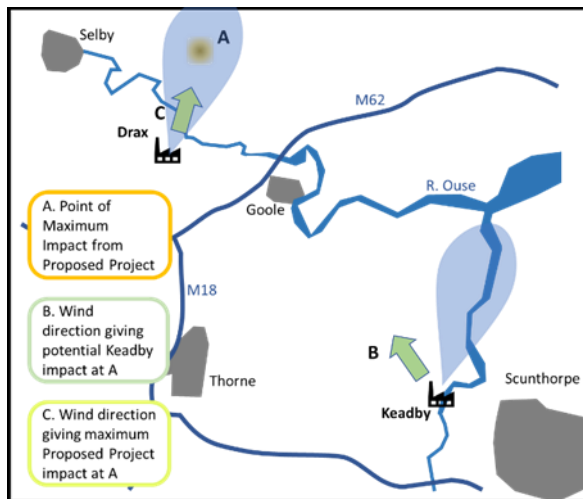 Selby
A
M62
C
Drax
R. Ouse
Goole
A. Point of
Maximum
Impact from
Proposed Project
M18
B. Wind
direction giving
potential Keadby
impact at A
B
Thorne
Scunthorpe
Keadby
C. Wind direction
giving maximum
Proposed Project
impact at A